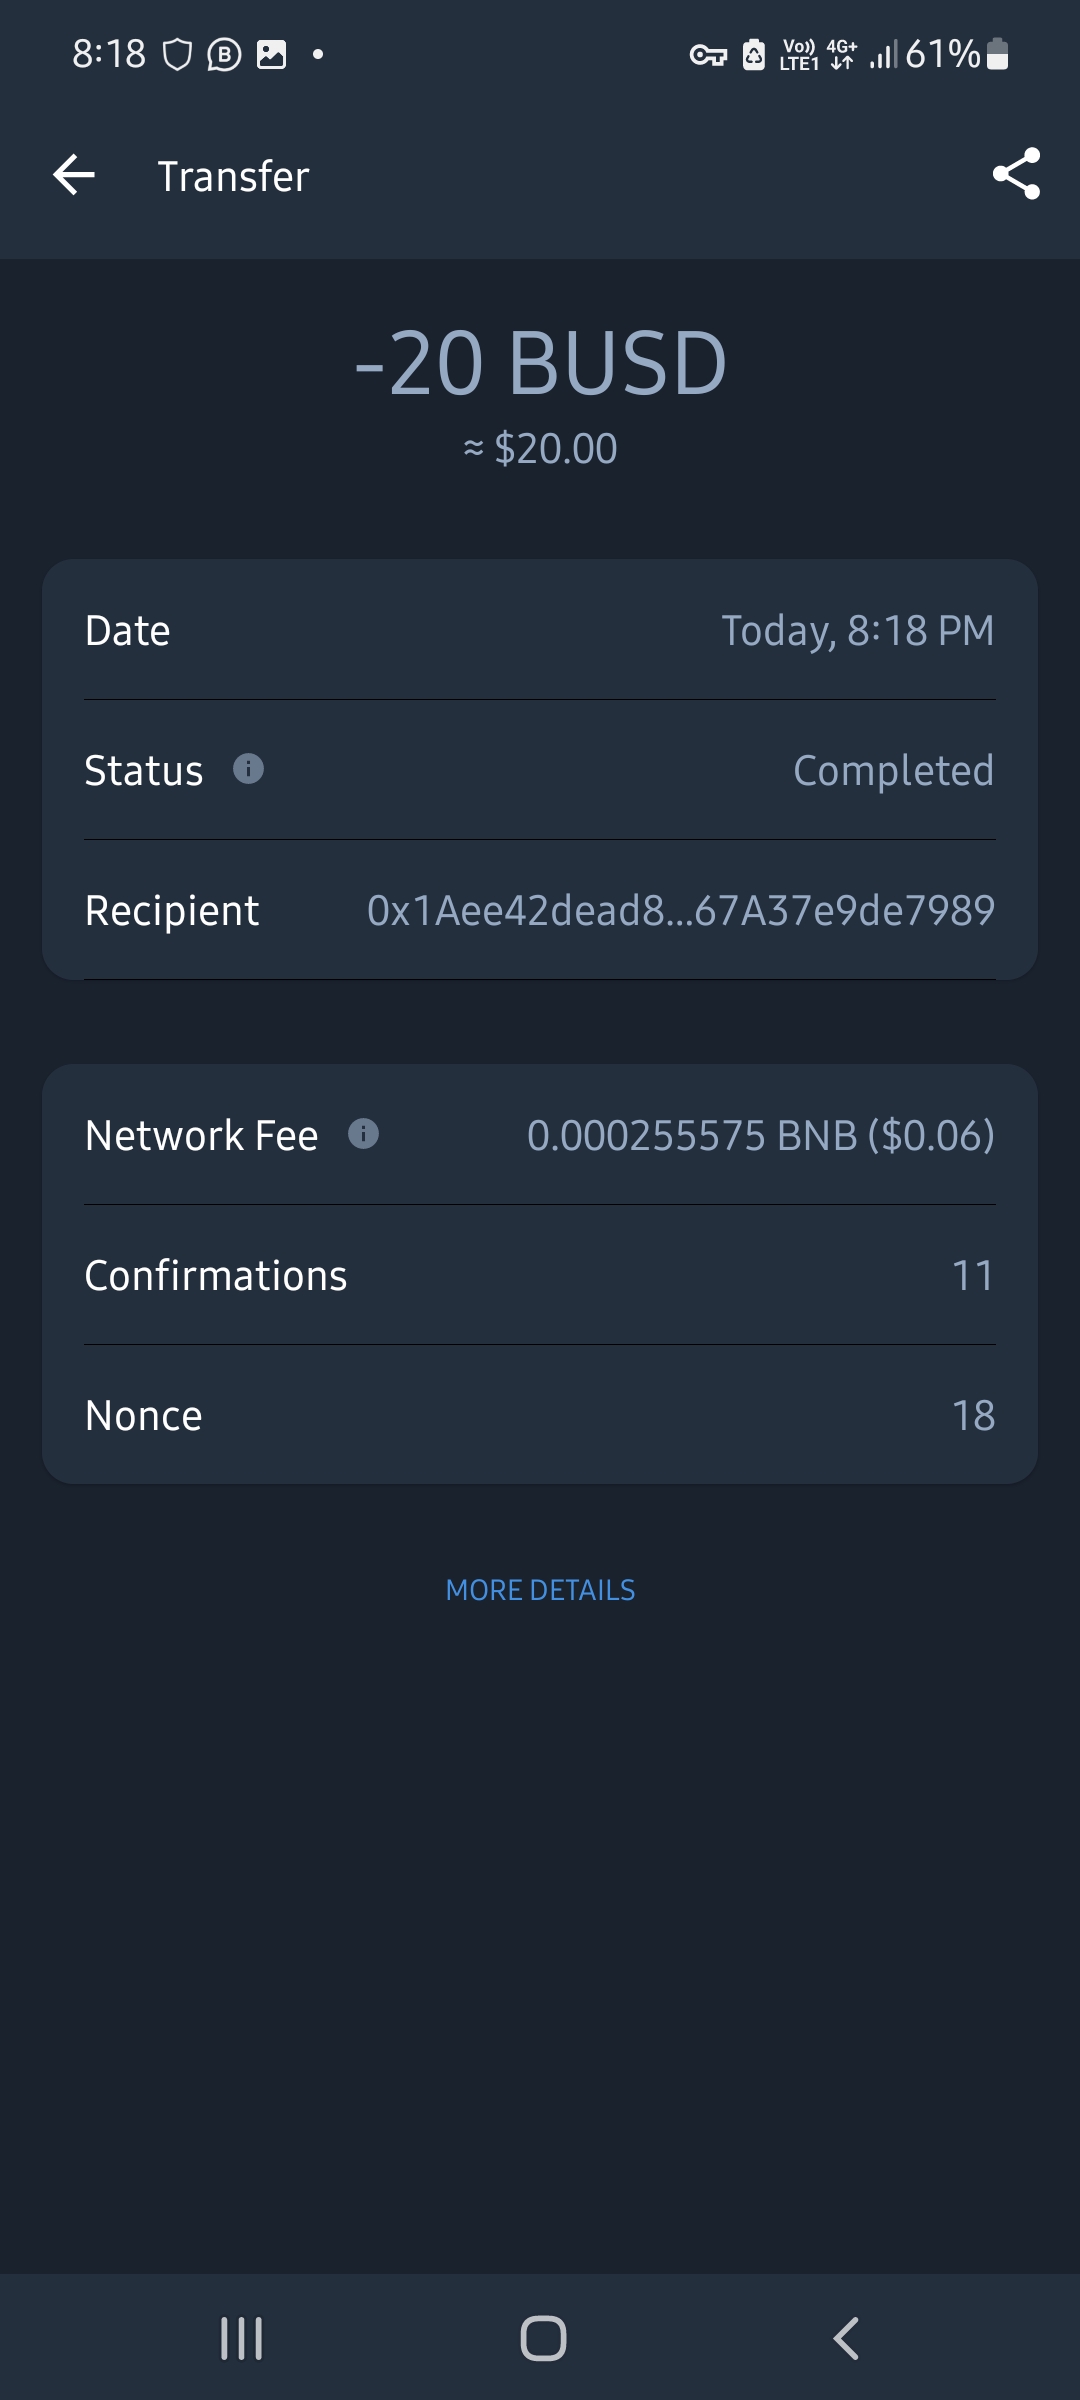 8:18 B Vo)) LTE1 4G+ 61%
Transfer
-20 BUSD
≈ $20.00
Date Today, 8:18 PM
Status Completed
Recipient 0x1Aee42dead8...67A37e9de7989
Network Fee 0.000255575 BNB ($0.06)
Confirmations 11
Nonce 18
MORE DETAILS